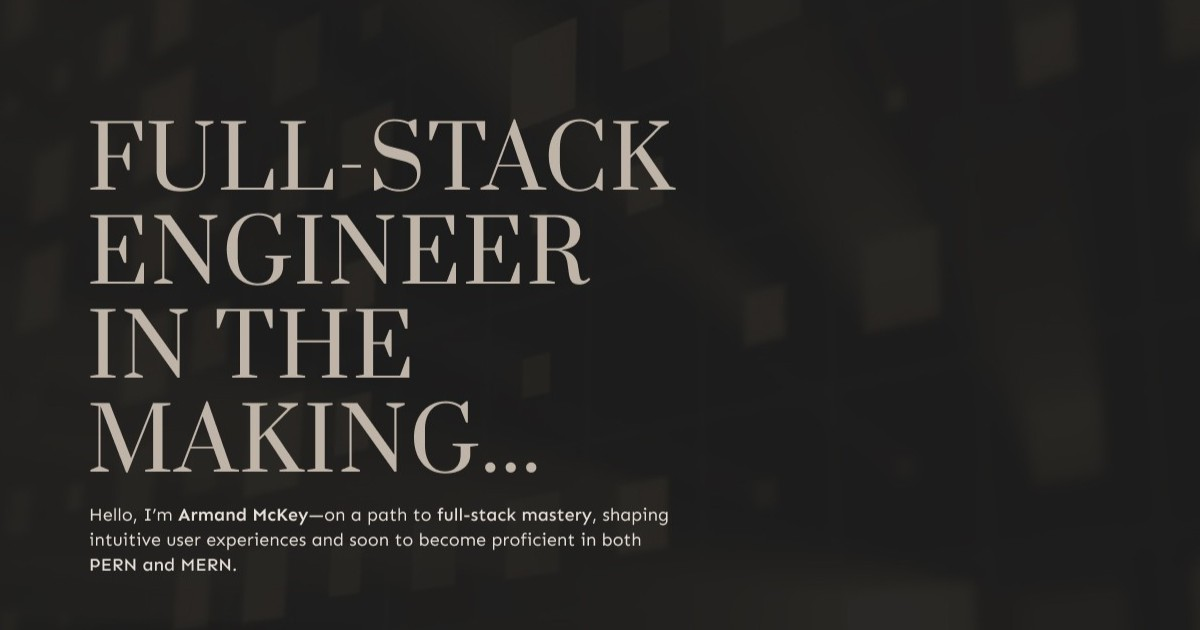 FULL-STACK
ENGINEER
IN THE
MAKING...
Hello, I’m Armand McKey—on a path to full-stack mastery, shaping
intuitive user experiences and soon to become proficient in both
PERN and MERN.